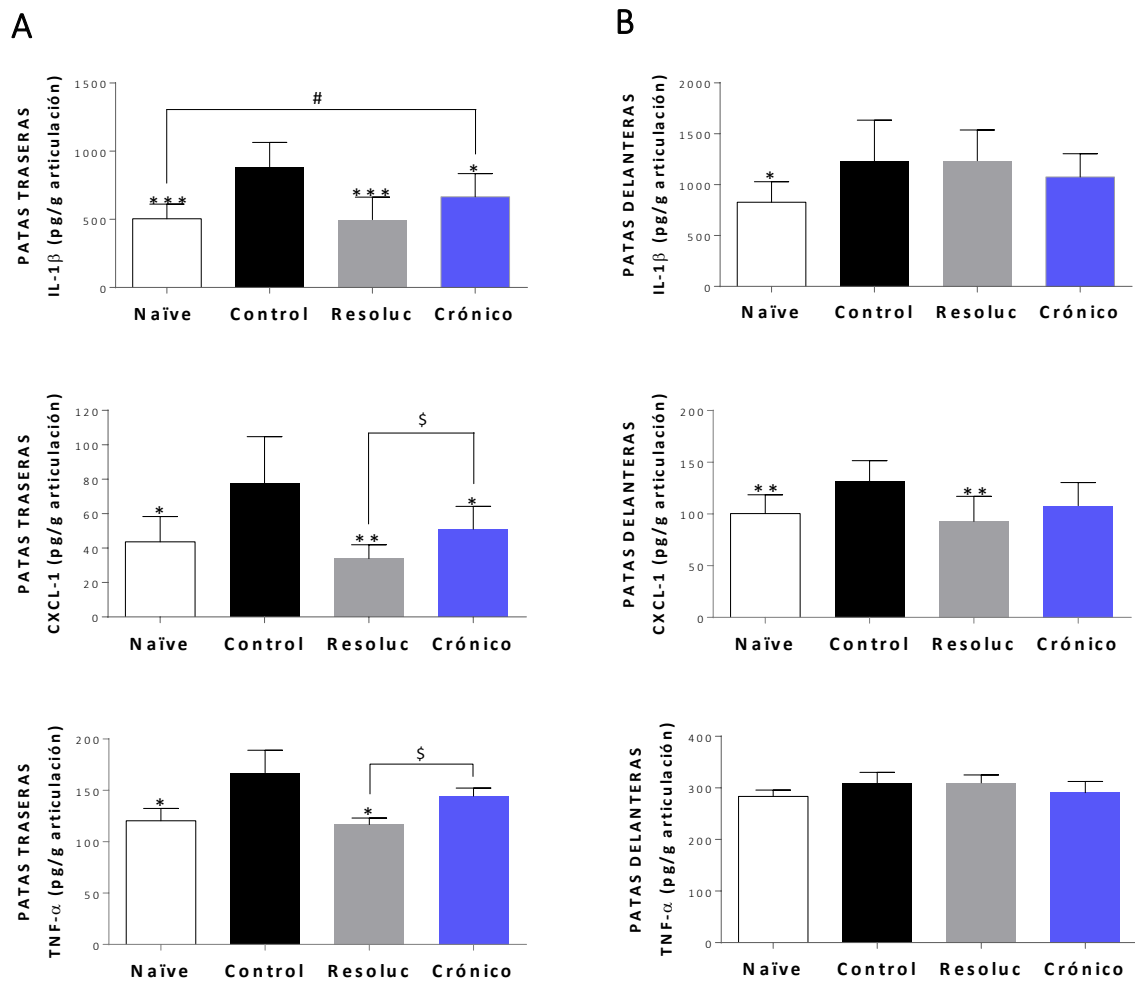 A
PATAS TRASERAS
IL-1β (pg/g articulación)
1500
1000
500
0
#
***
***
*
Naïve Control Resoluc Crónico
PATAS TRASERAS
CXCL-1 (pg/g articulación)
120
100
80
60
40
20
0
$
*
**
*
Naïve Control Resoluc Crónico
PATAS TRASERAS
TNF-α (pg/g articulación)
200
150
100
50
0
$
*
*
Naïve Control Resoluc Crónico
B
PATAS DELANTERAS
IL-1β (pg/g articulación)
2000
1500
1000
500
0
*
Naïve Control Resoluc Crónico
PATAS DELANTERAS
CXCL-1 (pg/g articulación)
200
150
100
50
0
**
**
Naïve Control Resoluc Crónico
PATAS DELANTERAS
TNF-α (pg/g articulación)
400
300
200
100
0
Naïve Control Resoluc Crónico